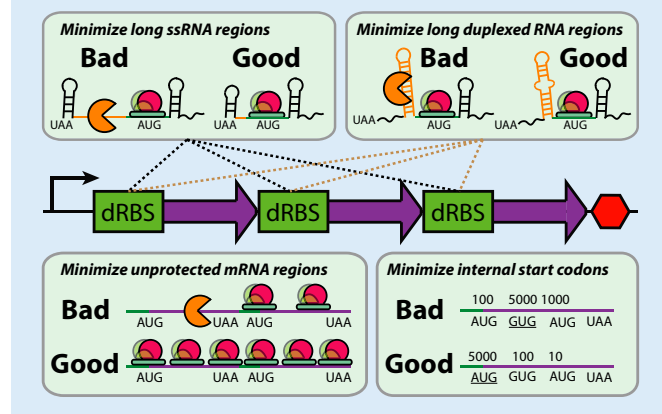 Minimize long ssRNA regions
Bad Good
UAA AUG UAA AUG
Minimize long duplexed RNA regions
Bad Good
UAA AUG UAA AUG
dRBS dRBS dRBS
Minimize unprotected mRNA regions
Bad
AUG UAA AUG UAA
Good
AUG UAA AUG UAA
Minimize internal start codons
Bad
100 5000 1000
AUG GUG AUG UAA
Good
5000 100 10
AUG GUG AUG UAA